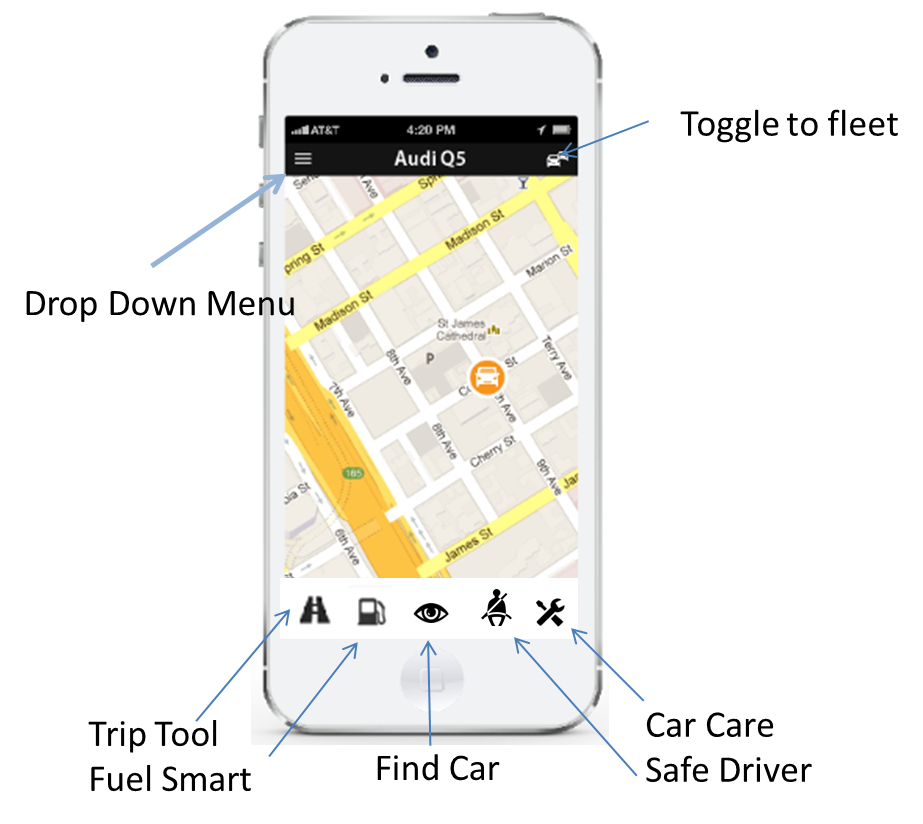 Toggle to fleet
AT&T 4:20 PM
Audi Q5
Drop Down Menu
Spring St
Madison St
Marion St
Madison St
St James
Cathedral
P
8th Ave
Terry Ave
7th Ave
8th Ave
Cherry St
9th Ave
165
James St
6th Ave
Trip Tool
Fuel Smart
Find Car
Car Care
Safe Driver